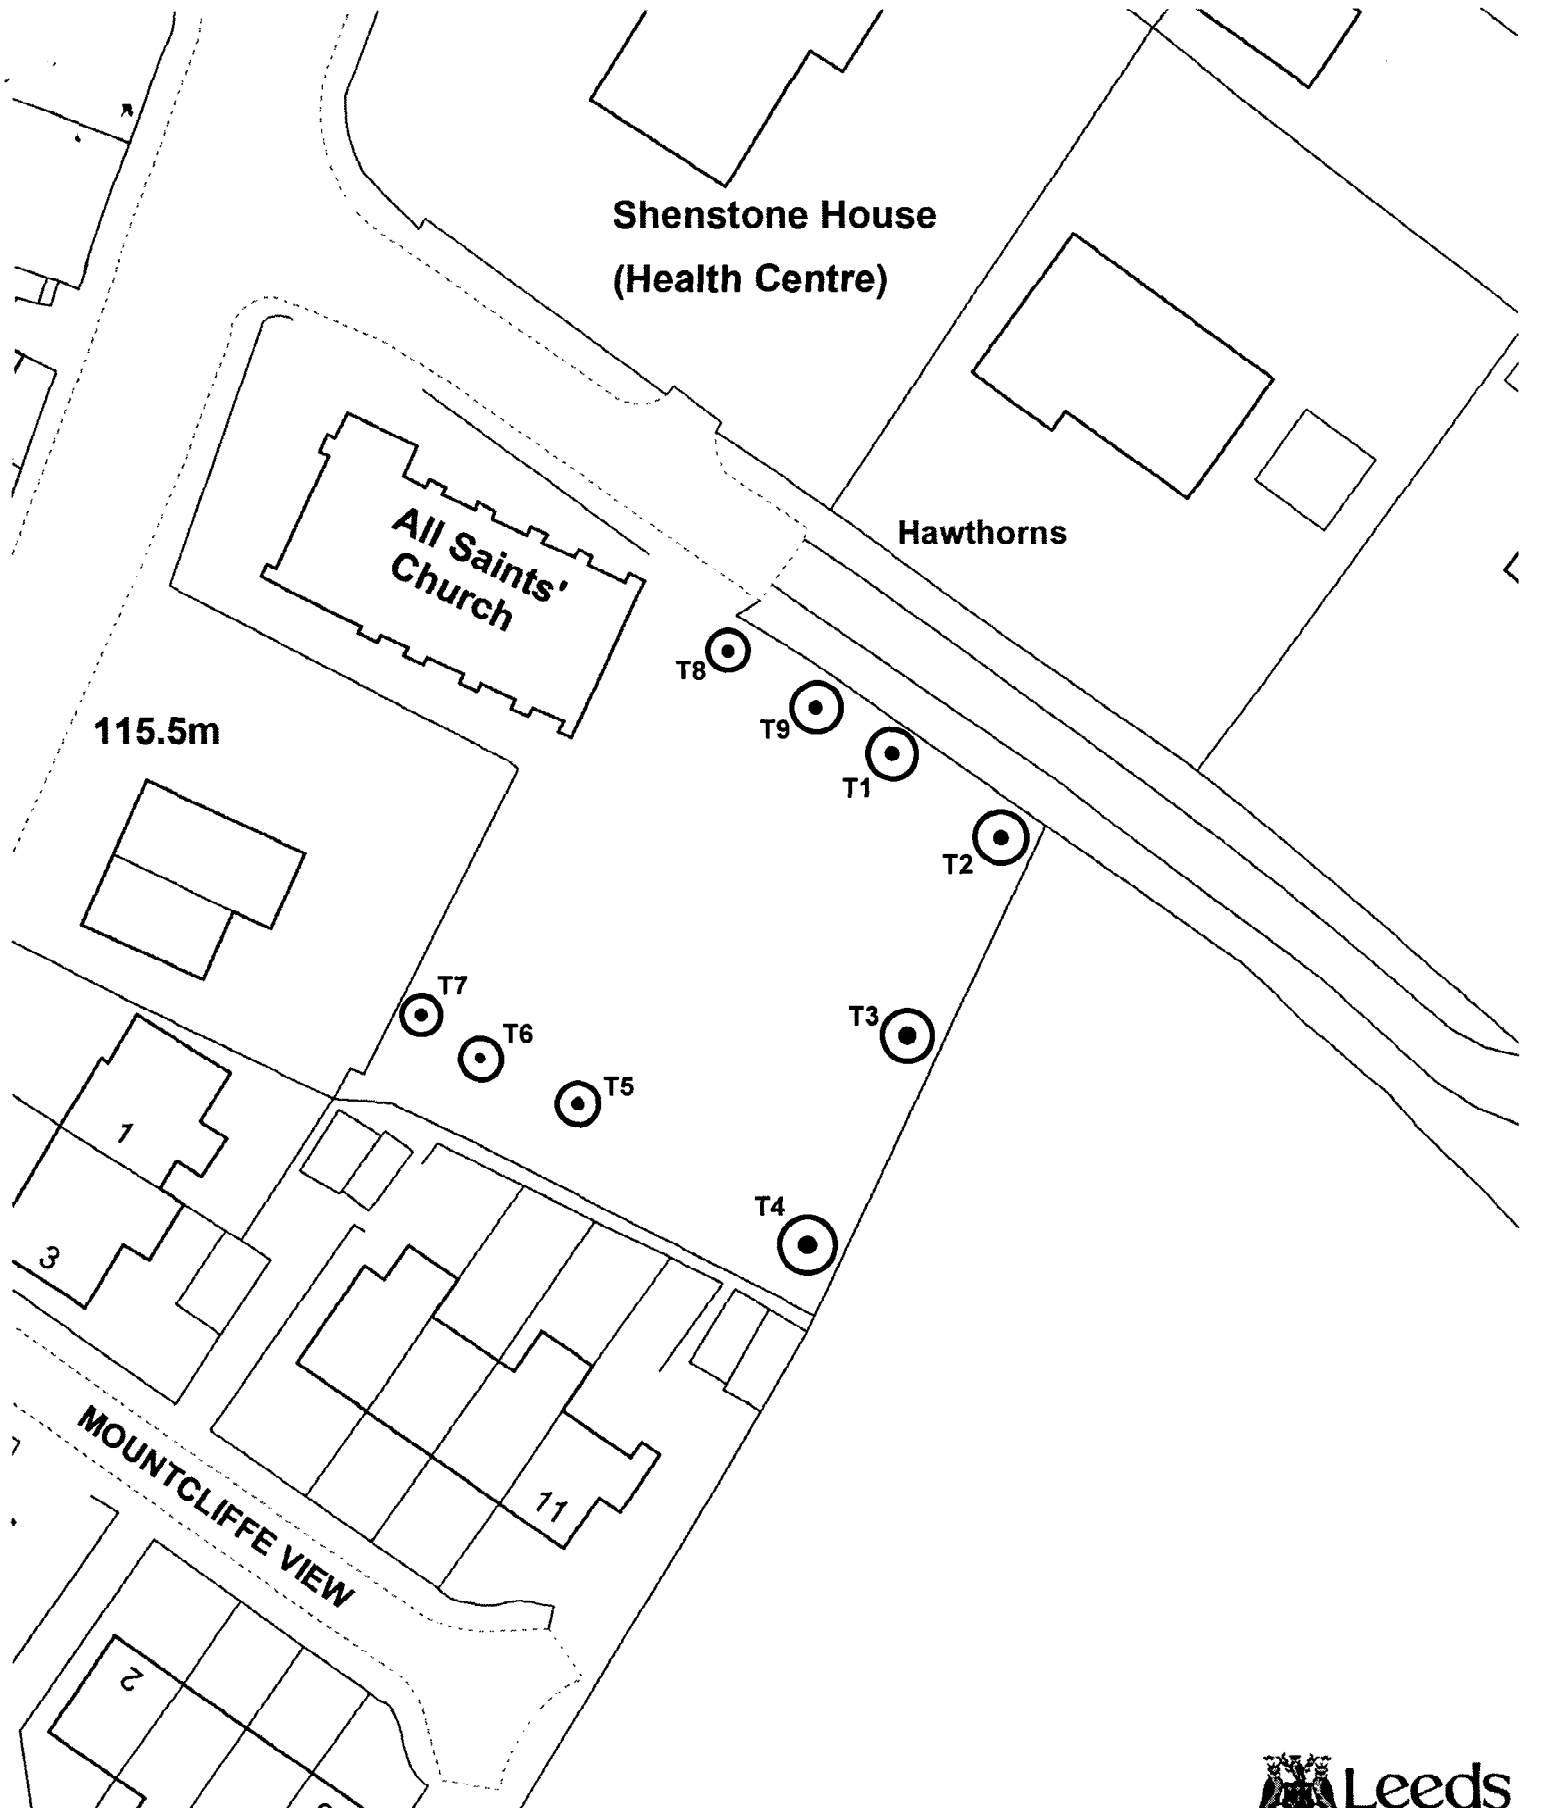 Shenstone House
(Health Centre)
Hawthorns
All Saints'
Church
T8
T9
115.5m
T1
T2
T7
T3
T6
T5
1
T4
3
MOUNTCLIFFE VIEW
11
2
Leeds